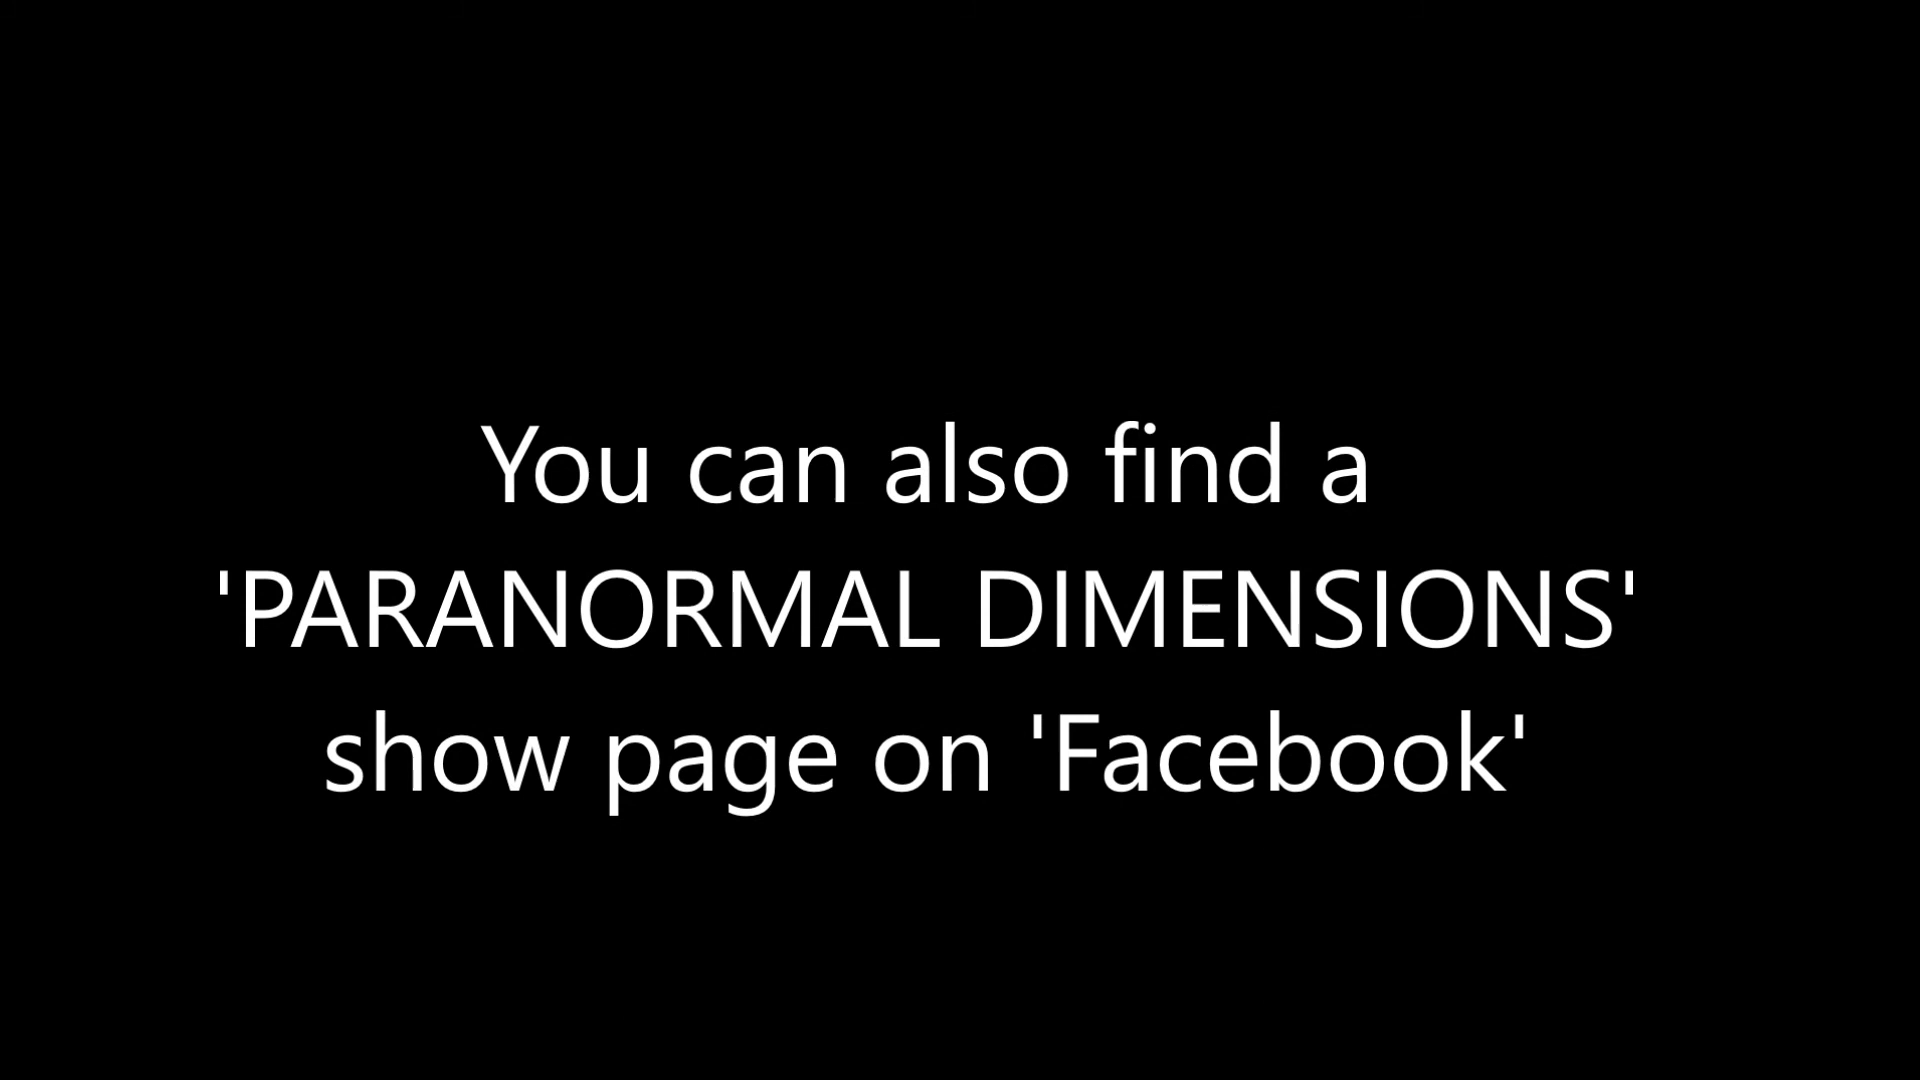 You can also find a
'PARANORMAL DIMENSIONS'
show page on 'Facebook'